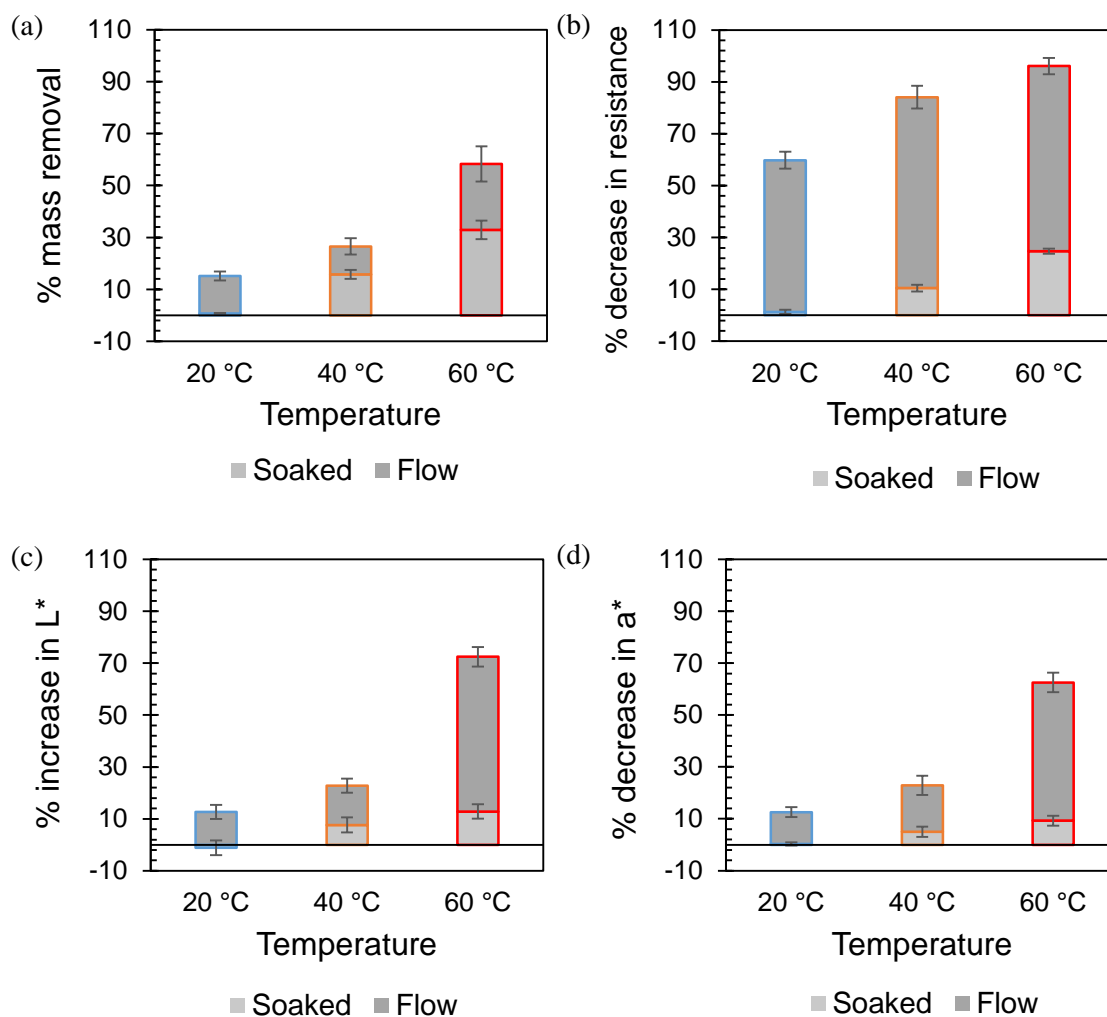 (a)
% mass removal
110
90
70
50
30
10
-10
20 °C 40 °C 60 °C
Temperature
Soaked Flow
(b)
% decrease in resistance
110
90
70
50
30
10
-10
20 °C 40 °C 60 °C
Temperature
Soaked Flow
(c)
% increase in L*
110
90
70
50
30
10
-10
20 °C 40 °C 60 °C
Temperature
Soaked Flow
(d)
% decrease in a*
110
90
70
50
30
10
-10
20 °C 40 °C 60 °C
Temperature
Soaked Flow